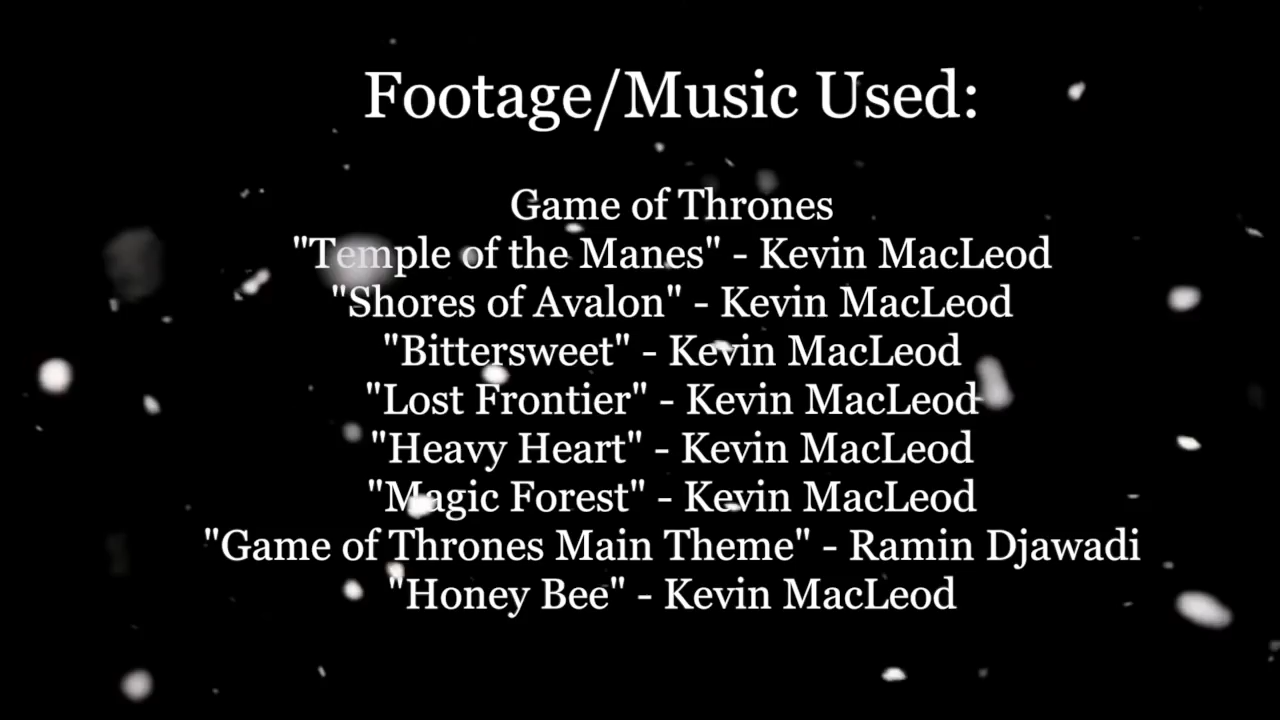 Footage/Music Used:
Game of Thrones
"Temple of the Manes" - Kevin MacLeod
"Shores of Avalon" - Kevin MacLeod
"Bittersweet" - Kevin MacLeod
"Lost Frontier" - Kevin MacLeod
"Heavy Heart" - Kevin MacLeod
"Magic Forest" - Kevin MacLeod
"Game of Thrones Main Theme" - Ramin Djawadi
"Honey Bee" - Kevin MacLeod